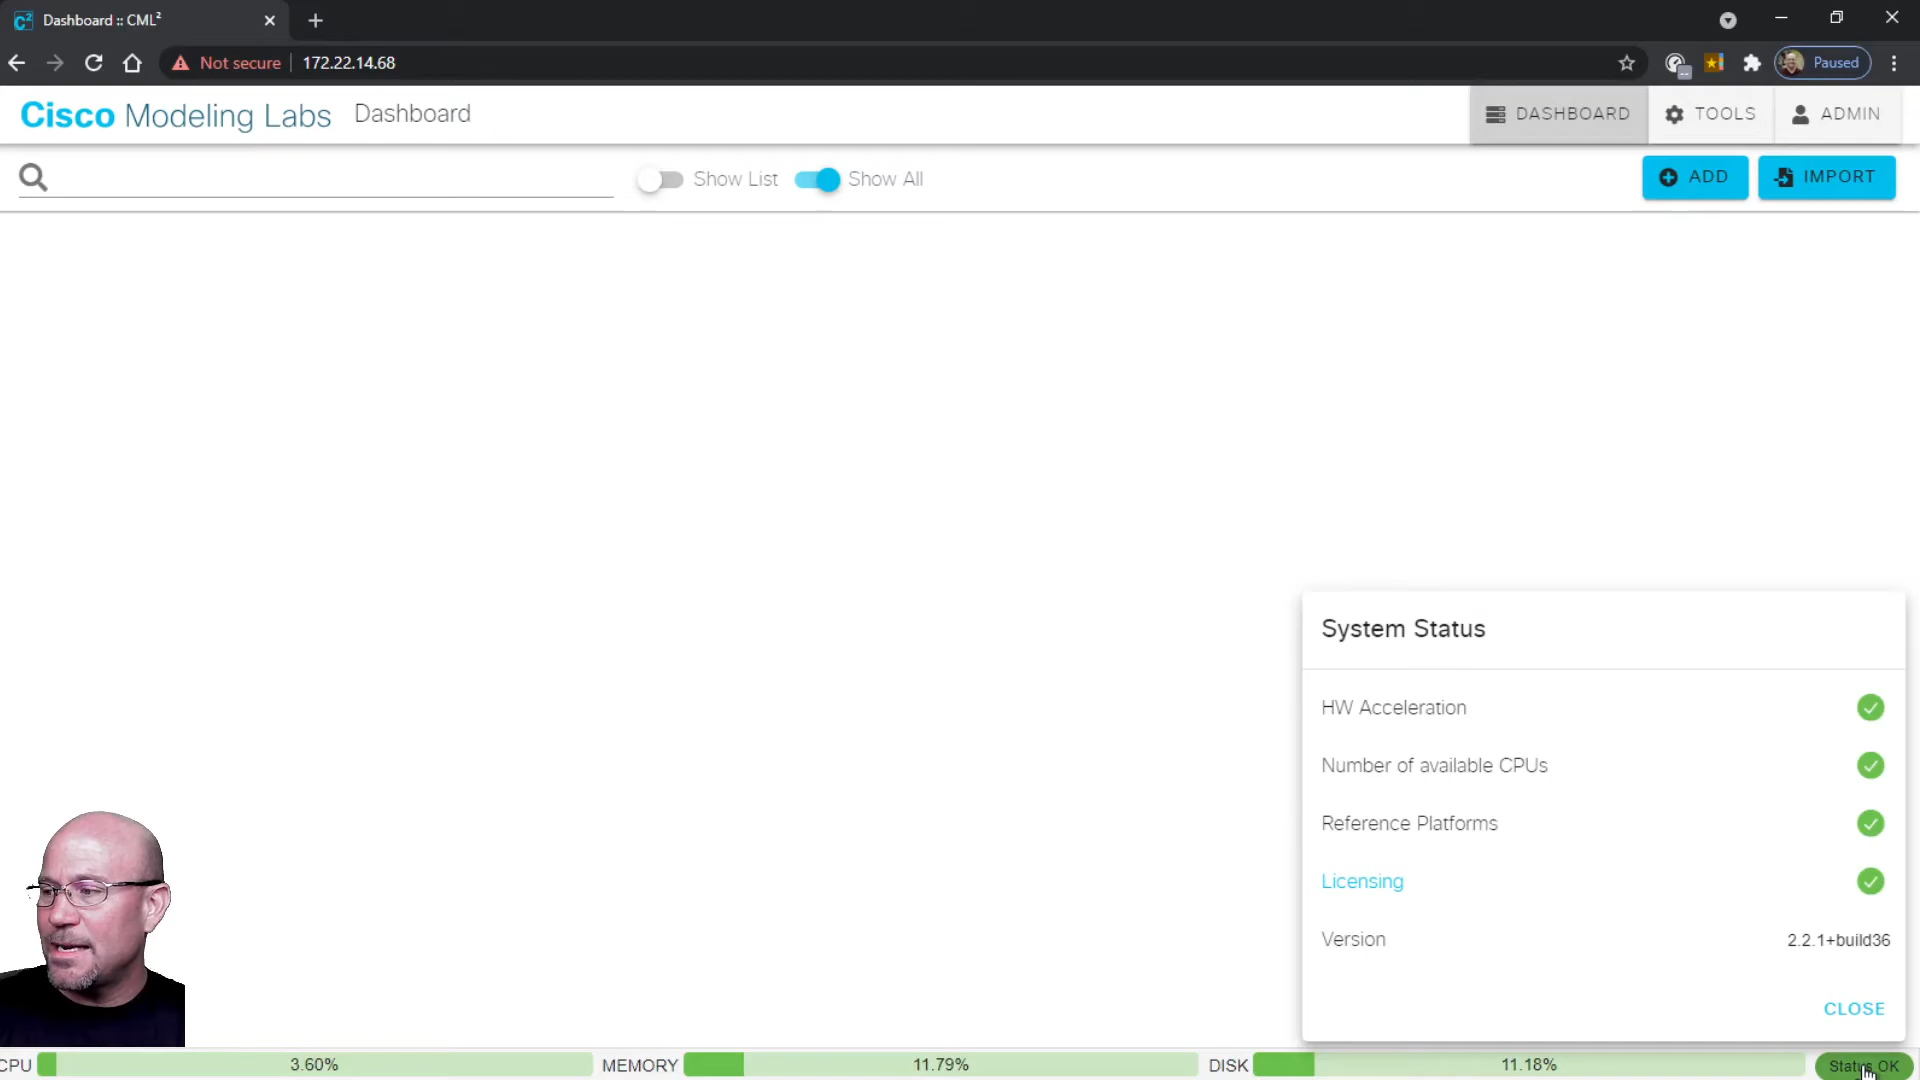 Dashboard :: CML²
Not secure 172.22.14.68
Paused
Cisco Modeling Labs Dashboard
DASHBOARD TOOLS ADMIN
Show List Show All
ADD IMPORT
System Status
HW Acceleration
Number of available CPUs
Reference Platforms
Licensing
Version 2.2.1+build36
CLOSE
CPU 3.60% MEMORY 11.79% DISK 11.18% Status OK